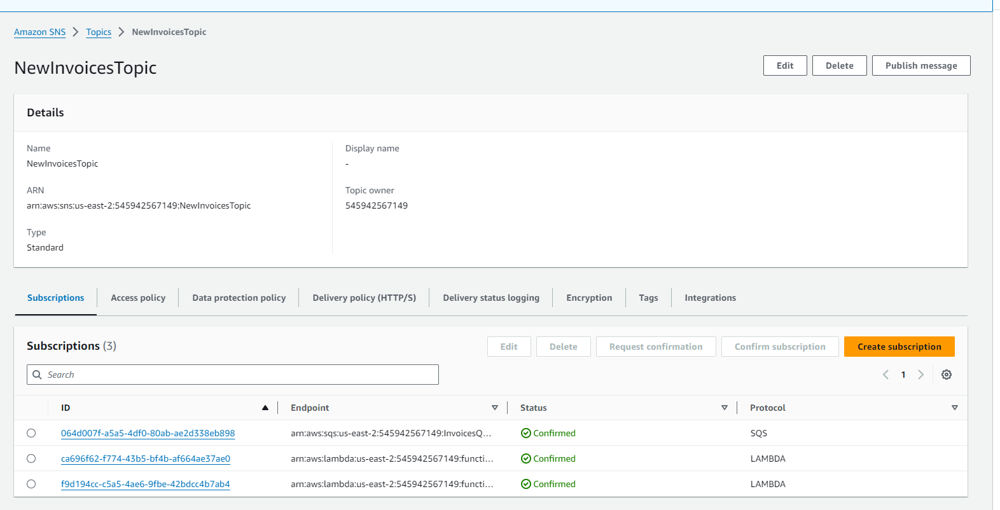 Amazon SNS > Topics > NewInvoicesTopic
NewInvoicesTopic
Edit
Delete
Publish message
Details
Name
NewInvoicesTopic
Display name
-
ARN
arn:aws:sns:us-east-2:545942567149:NewInvoicesTopic
Topic owner
545942567149
Type
Standard
Subscriptions
Access policy
Data protection policy
Delivery policy (HTTP/S)
Delivery status logging
Encryption
Tags
Integrations
Subscriptions (3)
Edit
Delete
Request confirmation
Confirm subscription
Create subscription
Search
1
ID Endpoint Status Protocol
064d007f-a5a5-4df0-80ab-ae2d338eb898 arn:aws:sqs:us-east-2:545942567149:InvoicesQ... Confirmed SQS
ca696f62-f774-43b5-bf4b-af664ae37ae0 arn:aws:lambda:us-east-2:545942567149:functi... Confirmed LAMBDA
f9d194cc-c5a5-4ae6-9fbe-42bdcc4b7ab4 arn:aws:lambda:us-east-2:545942567149:functi... Confirmed LAMBDA